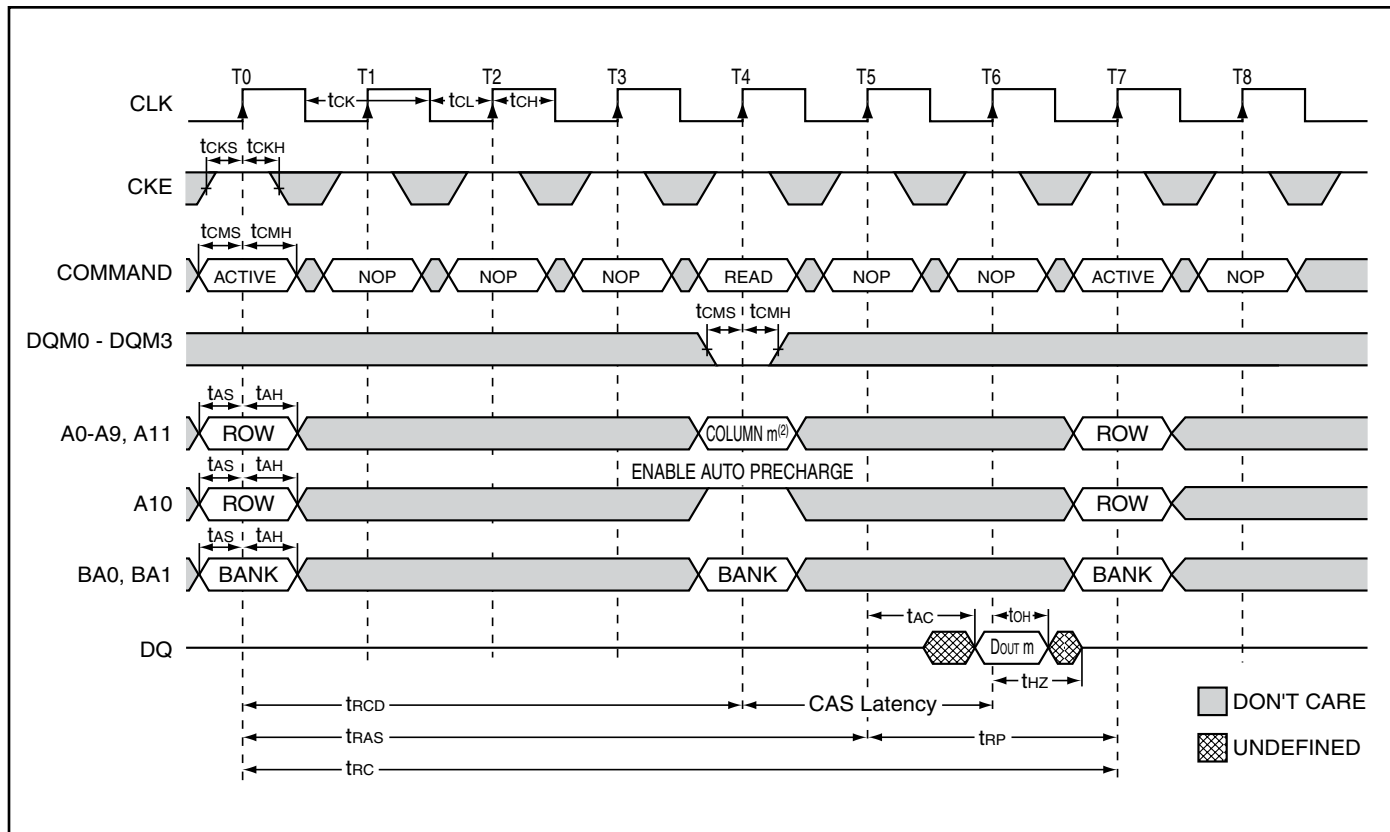 T0 T1 T2 T3 T4 T5 T6 T7 T8
CLK tCK tCL tCH
tCKS tCKH
CKE
tCMS tCMH
COMMAND ACTIVE NOP NOP NOP READ NOP NOP ACTIVE NOP
tCMS tCMH
DQM0 - DQM3
tAS tAH
A0-A9, A11 ROW COLUMN m(2) ROW
tAS tAH ENABLE AUTO PRECHARGE
A10 ROW ROW
tAS tAH
BA0, BA1 BANK BANK BANK
tAC tOH
DQ DOUT m
tHZ
tRCD CAS Latency DON'T CARE
tRAS tRP UNDEFINED
tRC